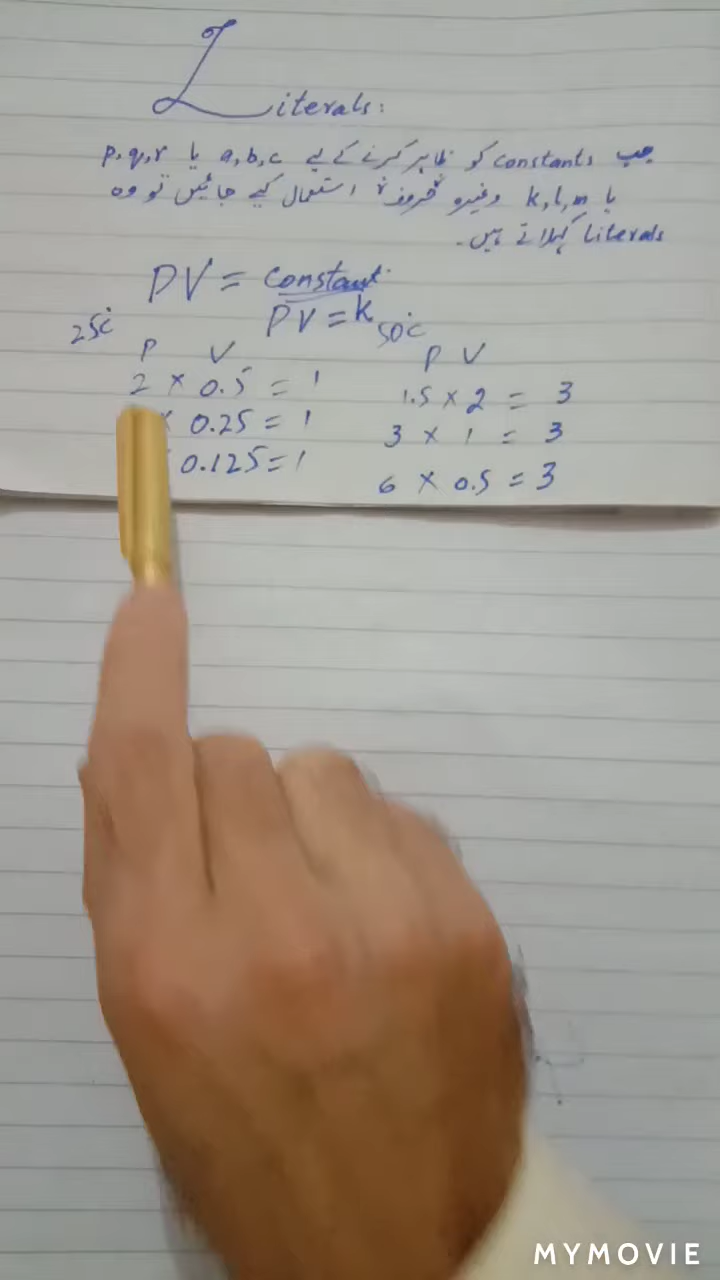 Literals:
جب constants کو ظاہر کرنے کے لیے a,b,c یا p,q,r
یا k,l,m وغیرہ "حروف" استعمال کیے جائیں تو وہ
literals کہلاتے ہیں۔
PV = constant
PV = k
25°C 50°C
P V P V
2 × 0.5 = 1 1.5 × 2 = 3
× 0.25 = 1 3 × 1 = 3
× 0.125 = 1 6 × 0.5 = 3
MYMOVIE